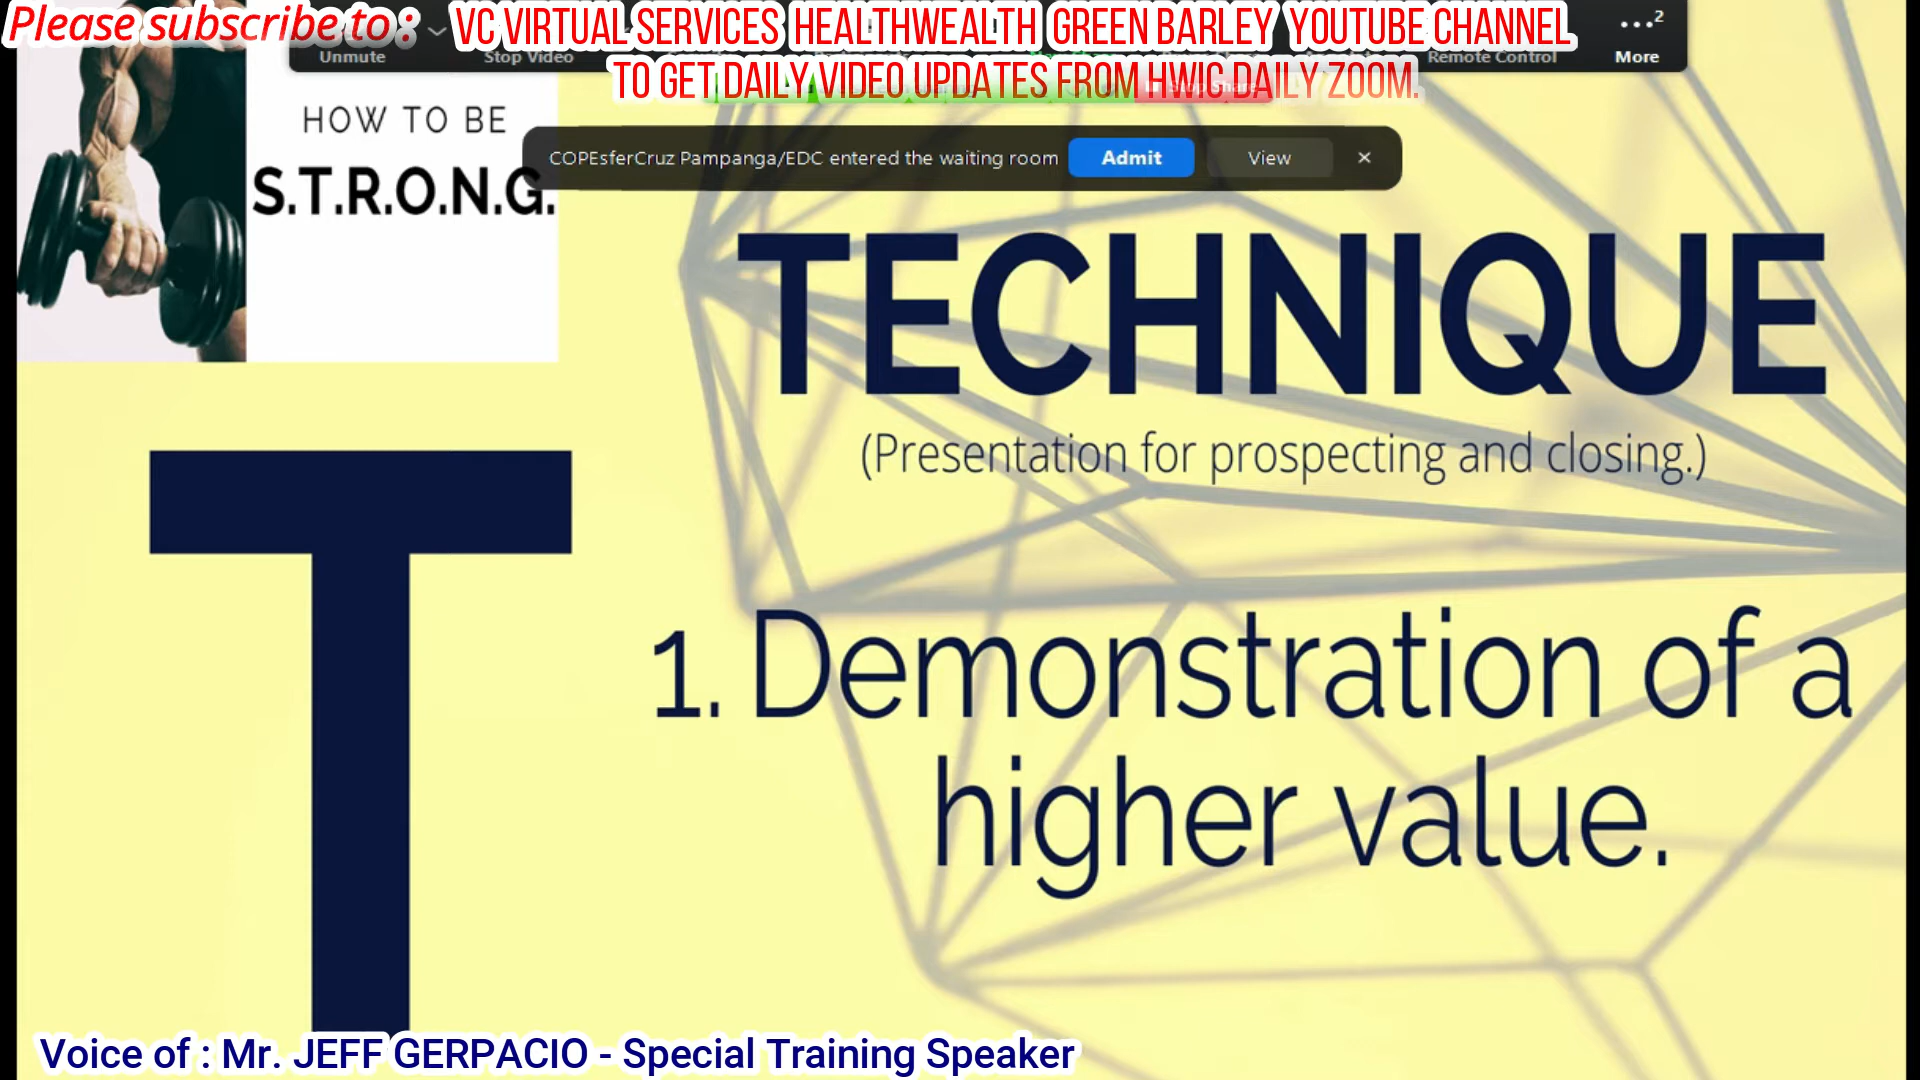 Please subscribe to : VC VIRTUAL SERVICES HEALTHWEALTH GREEN BARLEY YOUTUBE CHANNEL
TO GET DAILY VIDEO UPDATES FROM HWIC DAILY ZOOM.
Unmute
Stop Video
Remote Control
2
More
Stop Share
COPEsferCruz Pampanga/EDC entered the waiting room
Admit
View
HOW TO BE
S.T.R.O.N.G.
TECHNIQUE
(Presentation for prospecting and closing.)
T
1. Demonstration of a
higher value.
Voice of : Mr. JEFF GERPACIO - Special Training Speaker